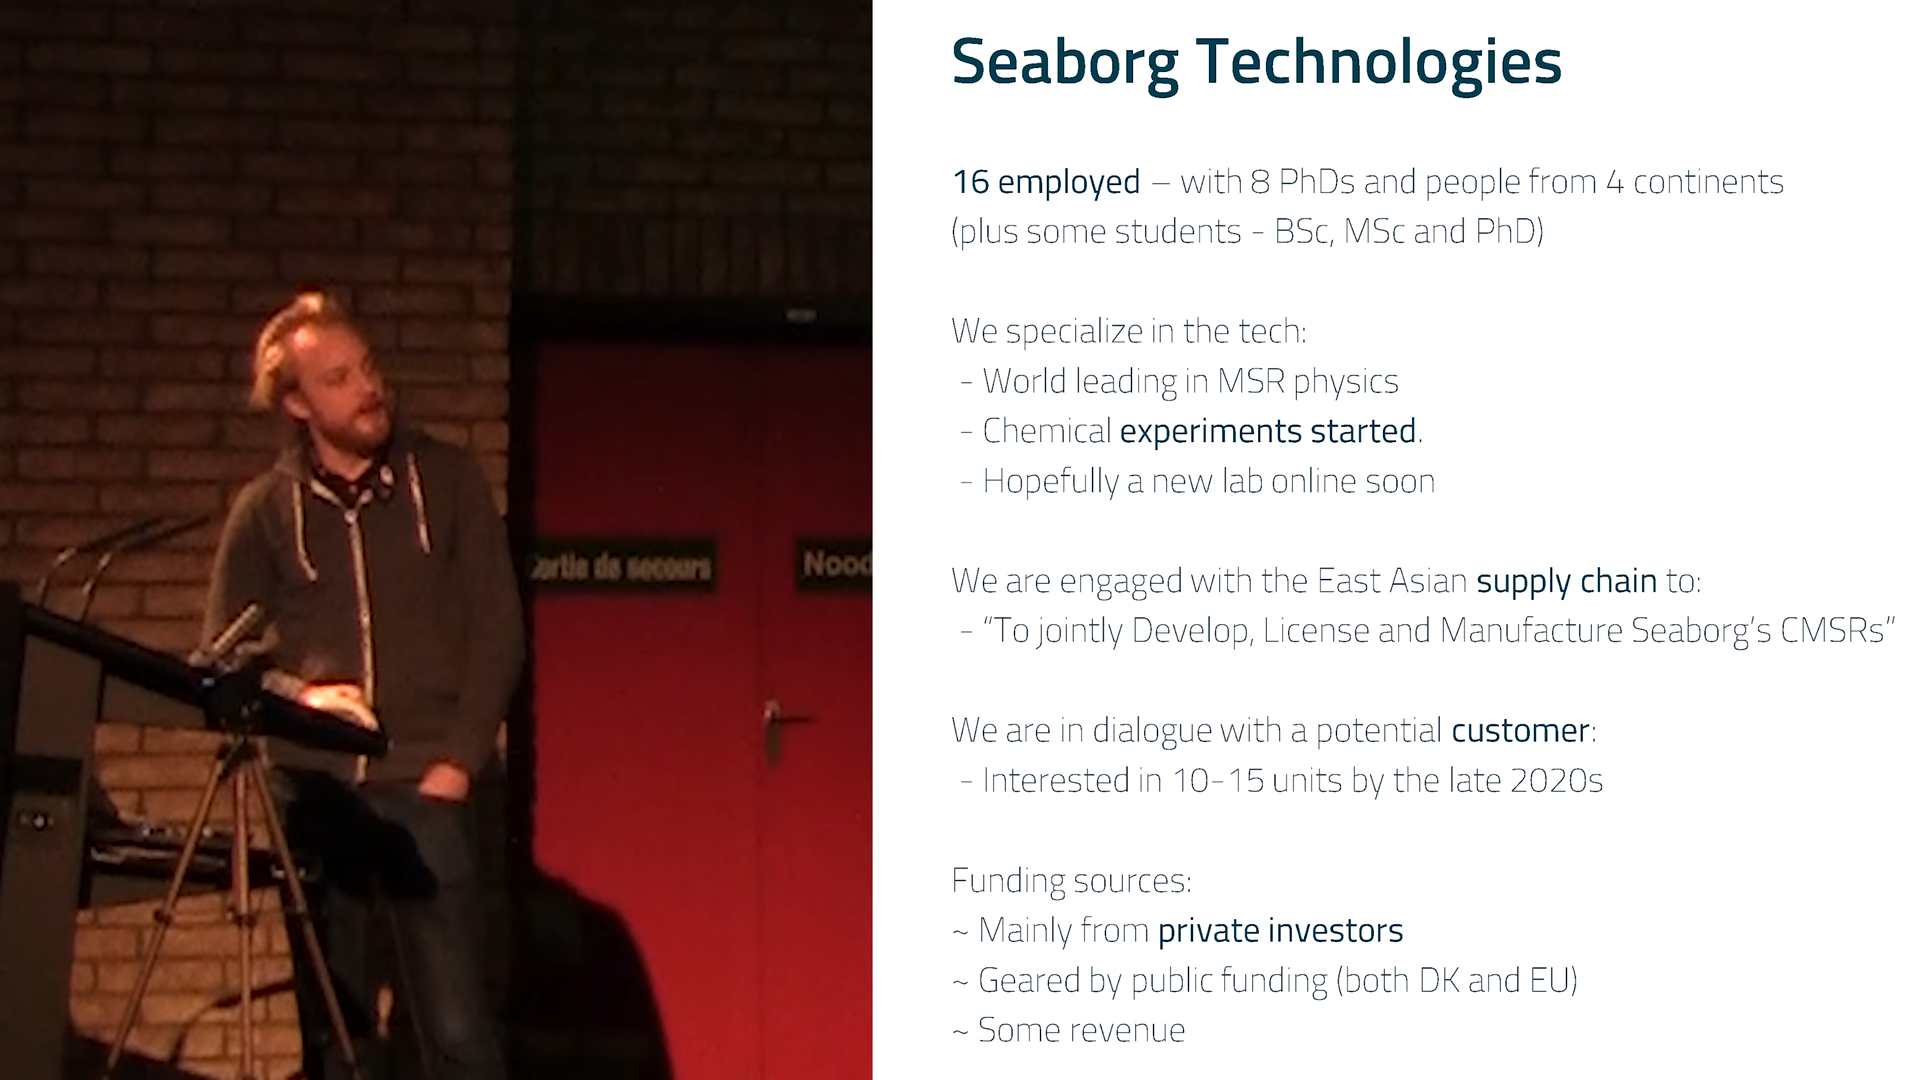 Seaborg Technologies
16 employed – with 8 PhDs and people from 4 continents
(plus some students - BSc, MSc and PhD)
We specialize in the tech:
- World leading in MSR physics
- Chemical experiments started.
- Hopefully a new lab online soon
We are engaged with the East Asian supply chain to:
- “To jointly Develop, License and Manufacture Seaborg’s CMSRs”
We are in dialogue with a potential customer:
- Interested in 10-15 units by the late 2020s
Funding sources:
~ Mainly from private investors
~ Geared by public funding (both DK and EU)
~ Some revenue
ortie de secours
Nood